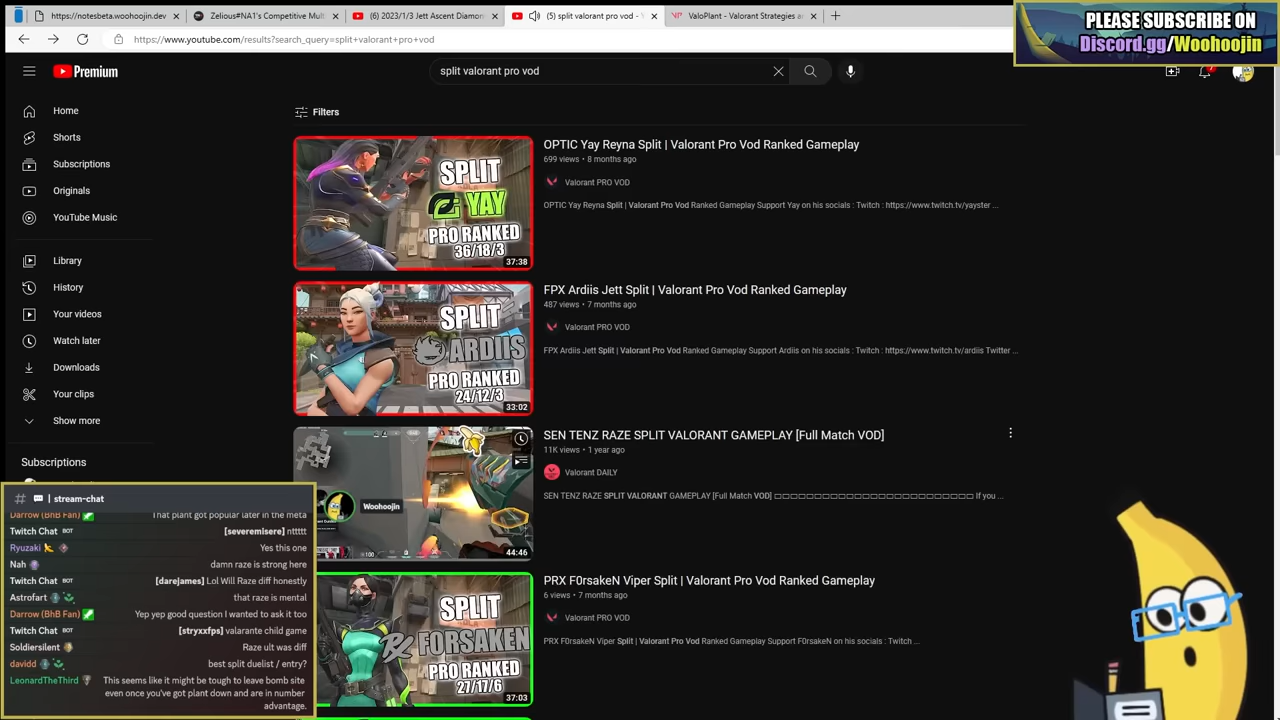 https://notesbeta.woohoojin.dev
Zelious#NA1's Competitive Mult
(6) 2023/1/3 Jett Ascent Diamon
(5) split valorant pro vod -
ValoPlant - Valorant Strategies a
https://www.youtube.com/results?search_query=split+valorant+pro+vod
PLEASE SUBSCRIBE ON
Discord.gg/Woohoojin
Premium
split valorant pro vod
Home
Shorts
Subscriptions
Originals
YouTube Music
Library
History
Your videos
Watch later
Downloads
Your clips
Show more
Subscriptions
Filters
SPLIT
YAY
PRO RANKED
36/18/3
37:38
OPTIC Yay Reyna Split | Valorant Pro Vod Ranked Gameplay
699 views • 8 months ago
Valorant PRO VOD
OPTIC Yay Reyna Split | Valorant Pro Vod Ranked Gameplay Support Yay on his socials : Twitch : https://www.twitch.tv/yayster ...
SPLIT
ARDIIS
PRO RANKED
24/12/3
33:02
FPX Ardiis Jett Split | Valorant Pro Vod Ranked Gameplay
487 views • 7 months ago
Valorant PRO VOD
FPX Ardiis Jett Split | Valorant Pro Vod Ranked Gameplay Support Ardiis on his socials : Twitch : https://www.twitch.tv/ardiis Twitter ...
Woohoojin
100
44:46
SEN TENZ RAZE SPLIT VALORANT GAMEPLAY [Full Match VOD]
11K views • 1 year ago
Valorant DAILY
SEN TENZ RAZE SPLIT VALORANT GAMEPLAY [Full Match VOD] □□□□□□□□□□□□□□□□□□□□□□□□ If you ...
SPLIT
FORSAKEN
PRO RANKED
27/17/6
37:03
PRX F0rsakeN Viper Split | Valorant Pro Vod Ranked Gameplay
6 views • 7 months ago
Valorant PRO VOD
PRX F0rsakeN Viper Split | Valorant Pro Vod Ranked Gameplay Support F0rsakeN on his socials : Twitch ...
# | stream-chat
Darrow (BhB Fan) That plant got popular later in the meta
Twitch Chat BOT [severemisere] nttttt
Ryuzaki Yes this one
Nah damn raze is strong here
Twitch Chat BOT [darejames] Lol Will Raze diff honestly
Astrofart that raze is mental
Darrow (BhB Fan) Yep yep good question I wanted to ask it too
Twitch Chat BOT [stryxxfps] valarante child game
Soldiersilent Raze ult was diff
davidd best split duelist / entry?
LeonardTheThird This seems like it might be tough to leave bomb site
even once you've got plant down and are in number
advantage.